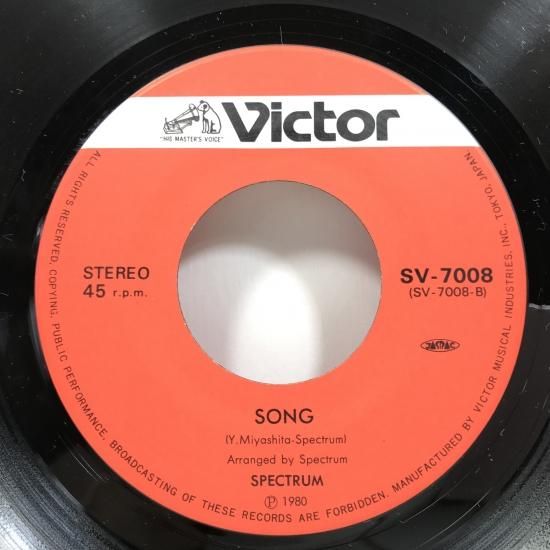 Victor
"HIS MASTER'S VOICE"
STEREO
45 r.p.m.
SV-7008
(SV-7008-B)
JASRAC
SONG
(Y.Miyashita-Spectrum)
Arranged by Spectrum
SPECTRUM
Ⓟ 1980
ALL RIGHTS RESERVED, COPYING, PUBLIC PERFORMANCE, BROADCASTING OF THESE RECORDS ARE FORBIDDEN. MANUFACTURED BY VICTOR MUSICAL INDUSTRIES, INC., TOKYO, JAPAN.